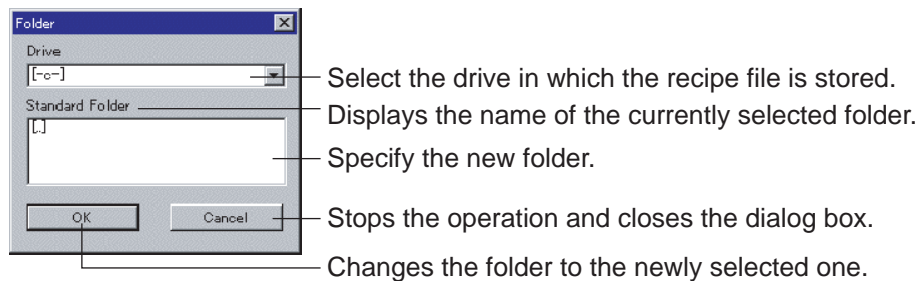 Folder
Drive
[-c-]
Select the drive in which the recipe file is stored.
Standard Folder
Displays the name of the currently selected folder.
[.]
Specify the new folder.
OK
Cancel
Stops the operation and closes the dialog box.
Changes the folder to the newly selected one.